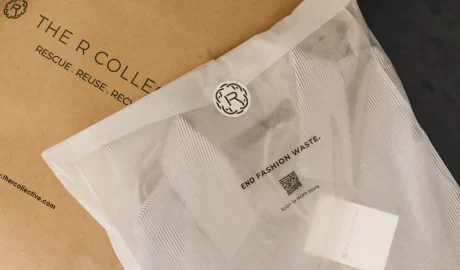 R
THE R COLLE
RESCUE. REUSE. REC
.thercollective.com
R
END FASHION WASTE.